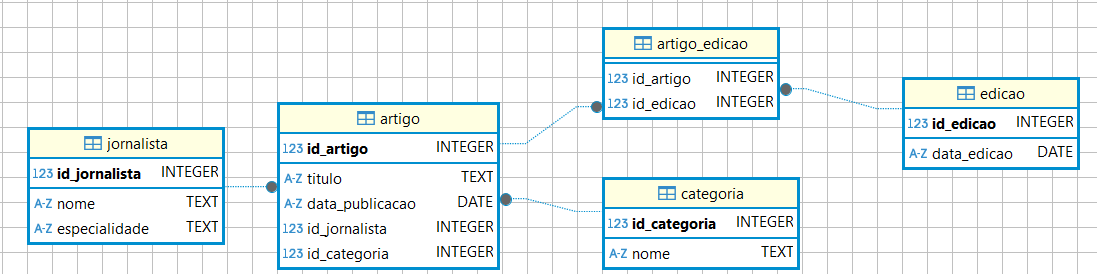 jornalista
123 id_jornalista INTEGER
A-Z nome TEXT
A-Z especialidade TEXT
artigo
123 id_artigo INTEGER
A-Z titulo TEXT
A-Z data_publicacao DATE
123 id_jornalista INTEGER
123 id_categoria INTEGER
artigo_edicao
123 id_artigo INTEGER
123 id_edicao INTEGER
categoria
123 id_categoria INTEGER
A-Z nome TEXT
edicao
123 id_edicao INTEGER
A-Z data_edicao DATE